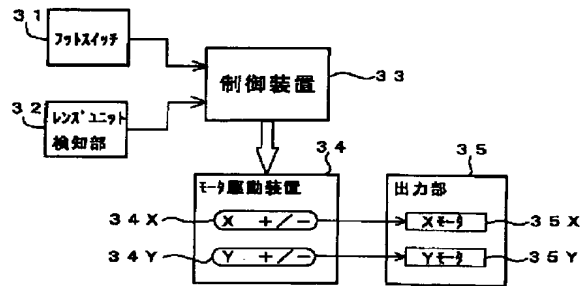 31
フットスイッチ
32
レンズユニット
検知部
制御装置
33
34
モータ駆動装置
34X
X +/-
34Y
Y +/-
35
出力部
Xモータ
35X
Yモータ
35Y